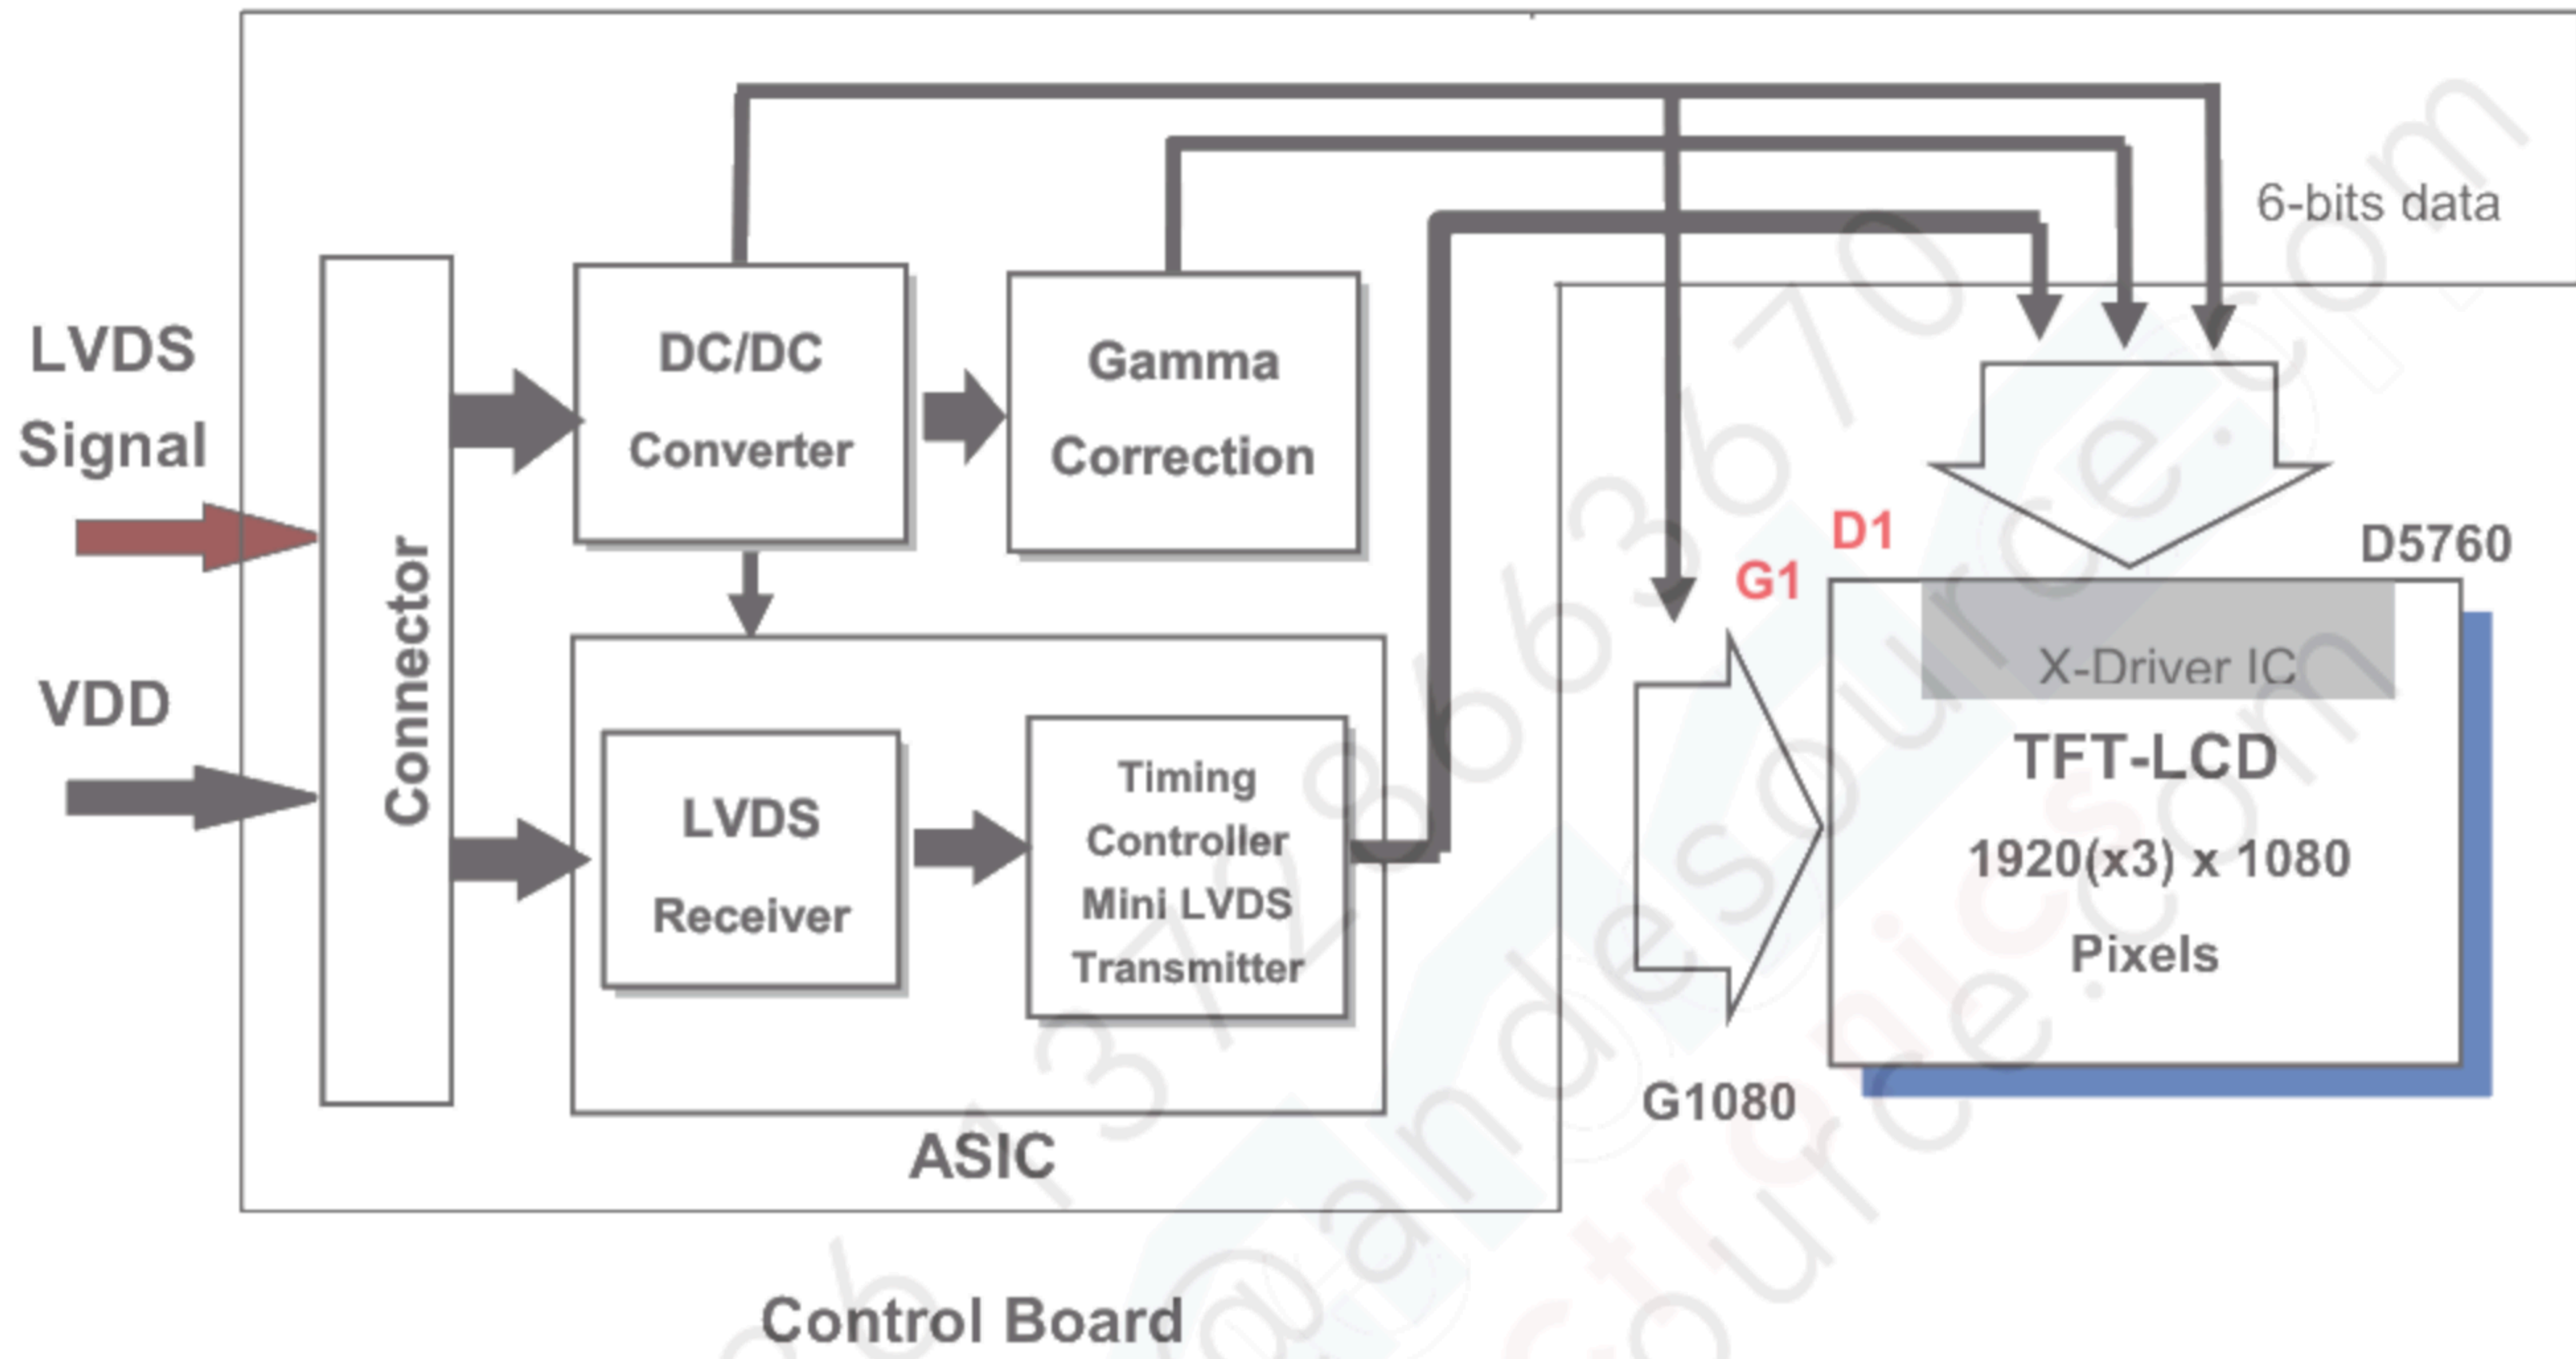 6-bits data
LVDS
Signal
VDD
Connector
DC/DC
Converter
Gamma
Correction
LVDS
Receiver
Timing
Controller
Mini LVDS
Transmitter
ASIC
Control Board
D1
G1
D5760
G1080
X-Driver IC
TFT-LCD
1920(x3) x 1080
Pixels